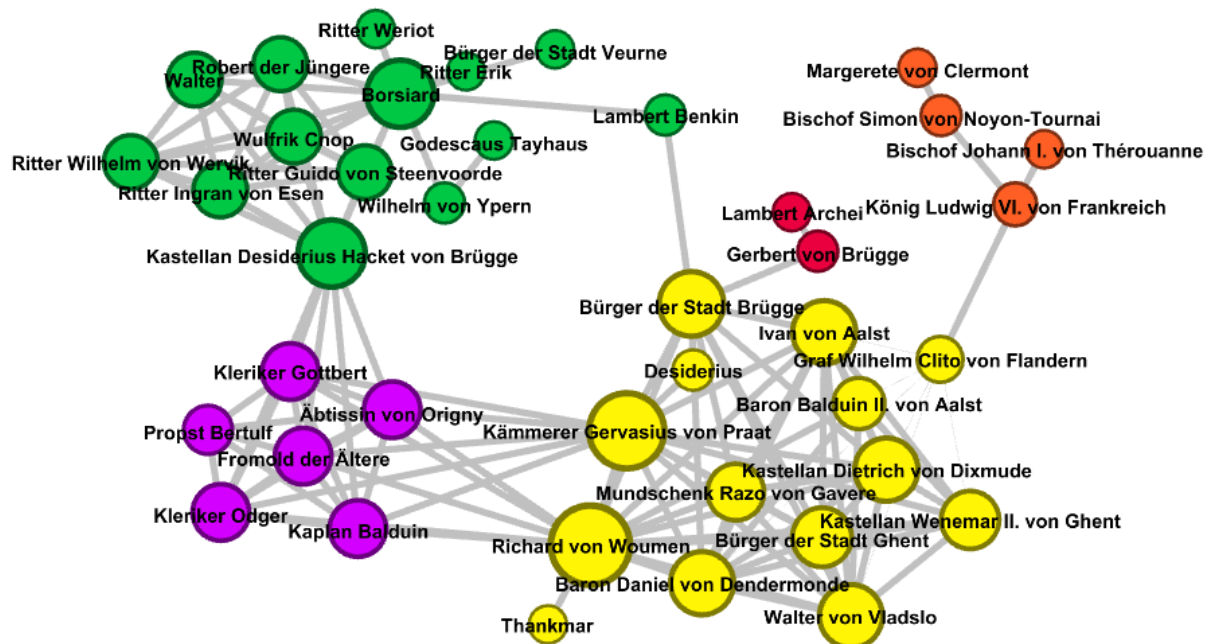 Ritter Weriot
Bürger der Stadt Veurne
Robert der Jüngere
Ritter Erik
Walter
Borsiard
Margerete von Clermont
Lambert Benkin
Bischof Simon von Noyon-Tournai
Wulfrik Chop
Godescaus Tayhaus
Bischof Johann I. von Thérouanne
Ritter Wilhelm von Wervik
Ritter Guido von Steenvoorde
Ritter Ingran von Esen
Wilhelm von Ypern
Lambert Archei
König Ludwig VI. von Frankreich
Kastellan Desiderius Hacket von Brügge
Gerbert von Brügge
Bürger der Stadt Brügge
Ivan von Aalst
Graf Wilhelm Clito von Flandern
Kleriker Gottbert
Desiderius
Äbtissin von Origny
Baron Balduin II. von Aalst
Propst Bertulf
Kämmerer Gervasius von Praat
Fromold der Ältere
Kastellan Dietrich von Dixmude
Mundschenk Razo von Gavere
Kleriker Odger
Kaplan Balduin
Kastellan Wenemar II. von Ghent
Richard von Woumen
Bürger der Stadt Ghent
Baron Daniel von Dendermonde
Walter von Vladslo
Thankmar